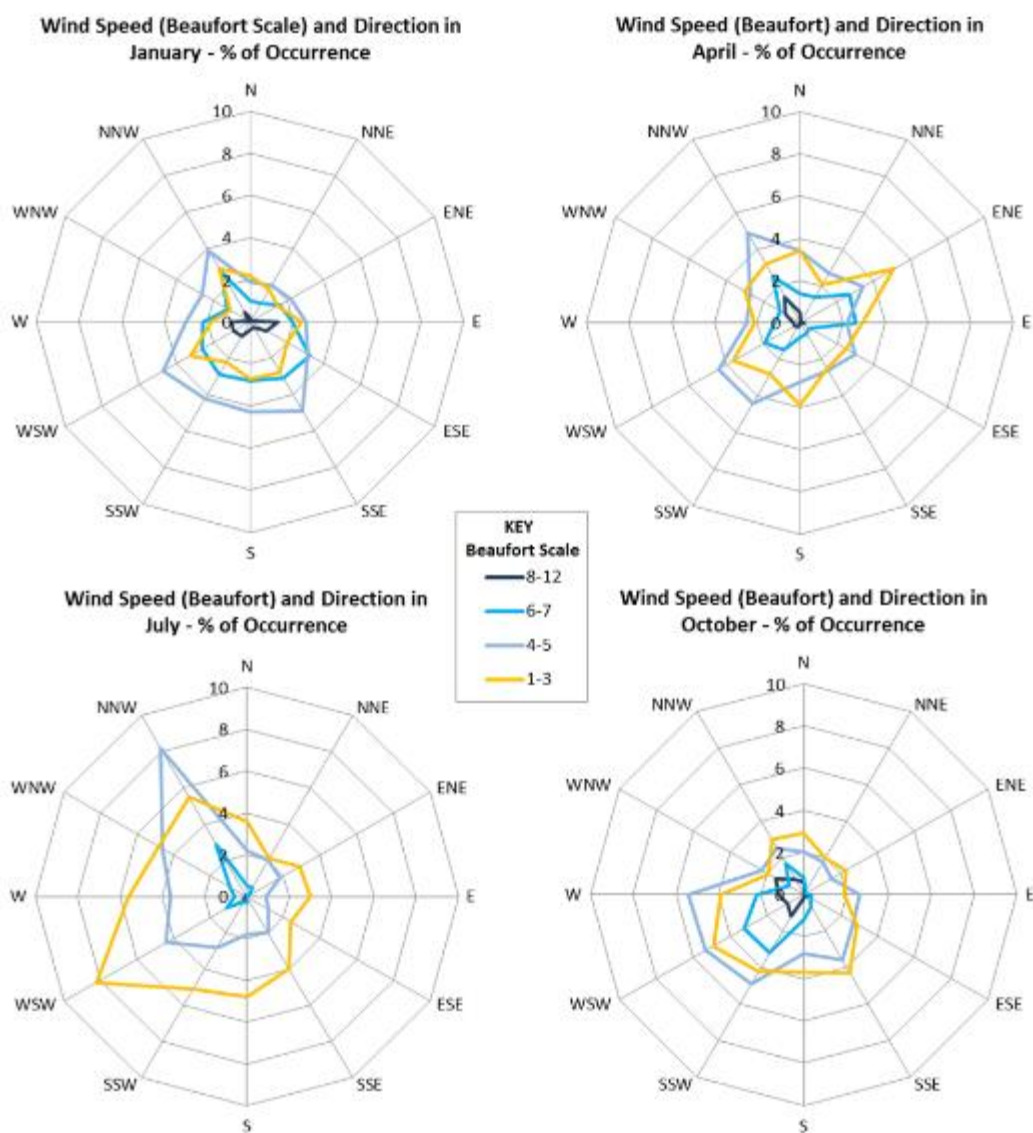 Wind Speed (Beaufort Scale) and Direction in
January - % of Occurrence
N
10
NNW
NNE
8
6
WNW
ENE
4
2
W
0
E
WSW
ESE
SSW
SSE
S
Wind Speed (Beaufort) and Direction in
April - % of Occurrence
N
10
NNW
NNE
8
6
WNW
ENE
4
2
W
0
E
WSW
ESE
SSW
SSE
S
KEY
Beaufort Scale
8-12
6-7
4-5
1-3
Wind Speed (Beaufort) and Direction in
July - % of Occurrence
N
10
NNW
NNE
8
6
WNW
ENE
4
2
W
0
E
WSW
ESE
SSW
SSE
S
Wind Speed (Beaufort) and Direction in
October - % of Occurrence
N
10
NNW
NNE
8
6
WNW
ENE
4
2
W
0
E
WSW
ESE
SSW
SSE
S